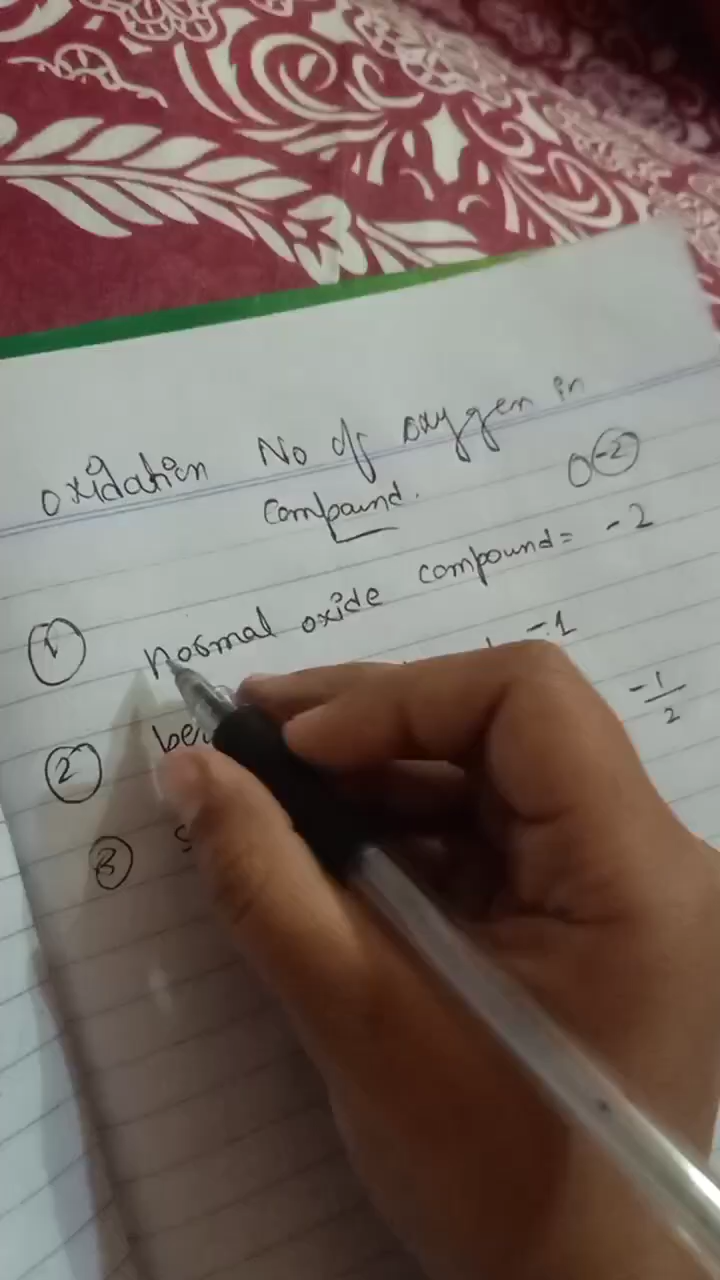 oxidation No of oxygen in
compound.
O -2
① normal oxide compound = -2
② -1
③ -1/2